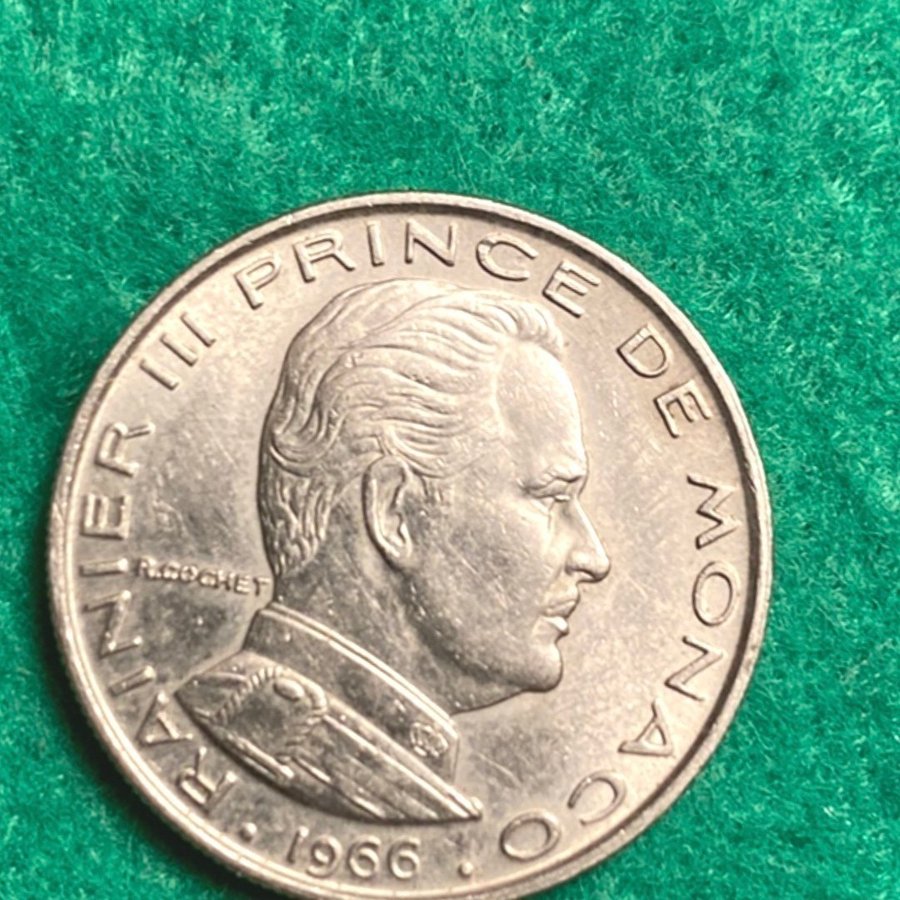 RAINIER III PRINCE DE MONACO
R.COCHET
• 1966 •